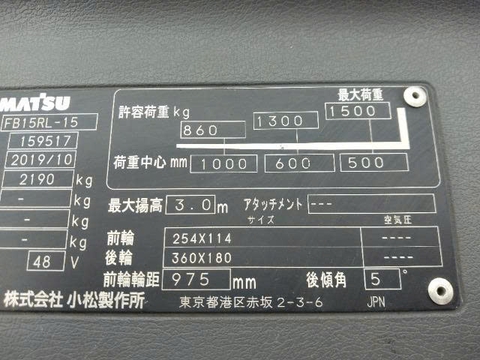 MATSU
FB15RL-15
159517
2019/10
2190 kg
- kg
- kg
- kg
48 V
最大荷重
許容荷重 kg 860 1300 1500
荷重中心 mm 1000 600 500
最大揚高 3.0 m アタッチメント ---
サイズ 空気圧
前輪 254X114 ----
後輪 360X180 ----
前輪輪距 975 mm 後傾角 5°
株式会社 小松製作所 東京都港区赤坂 2-3-6 JPN